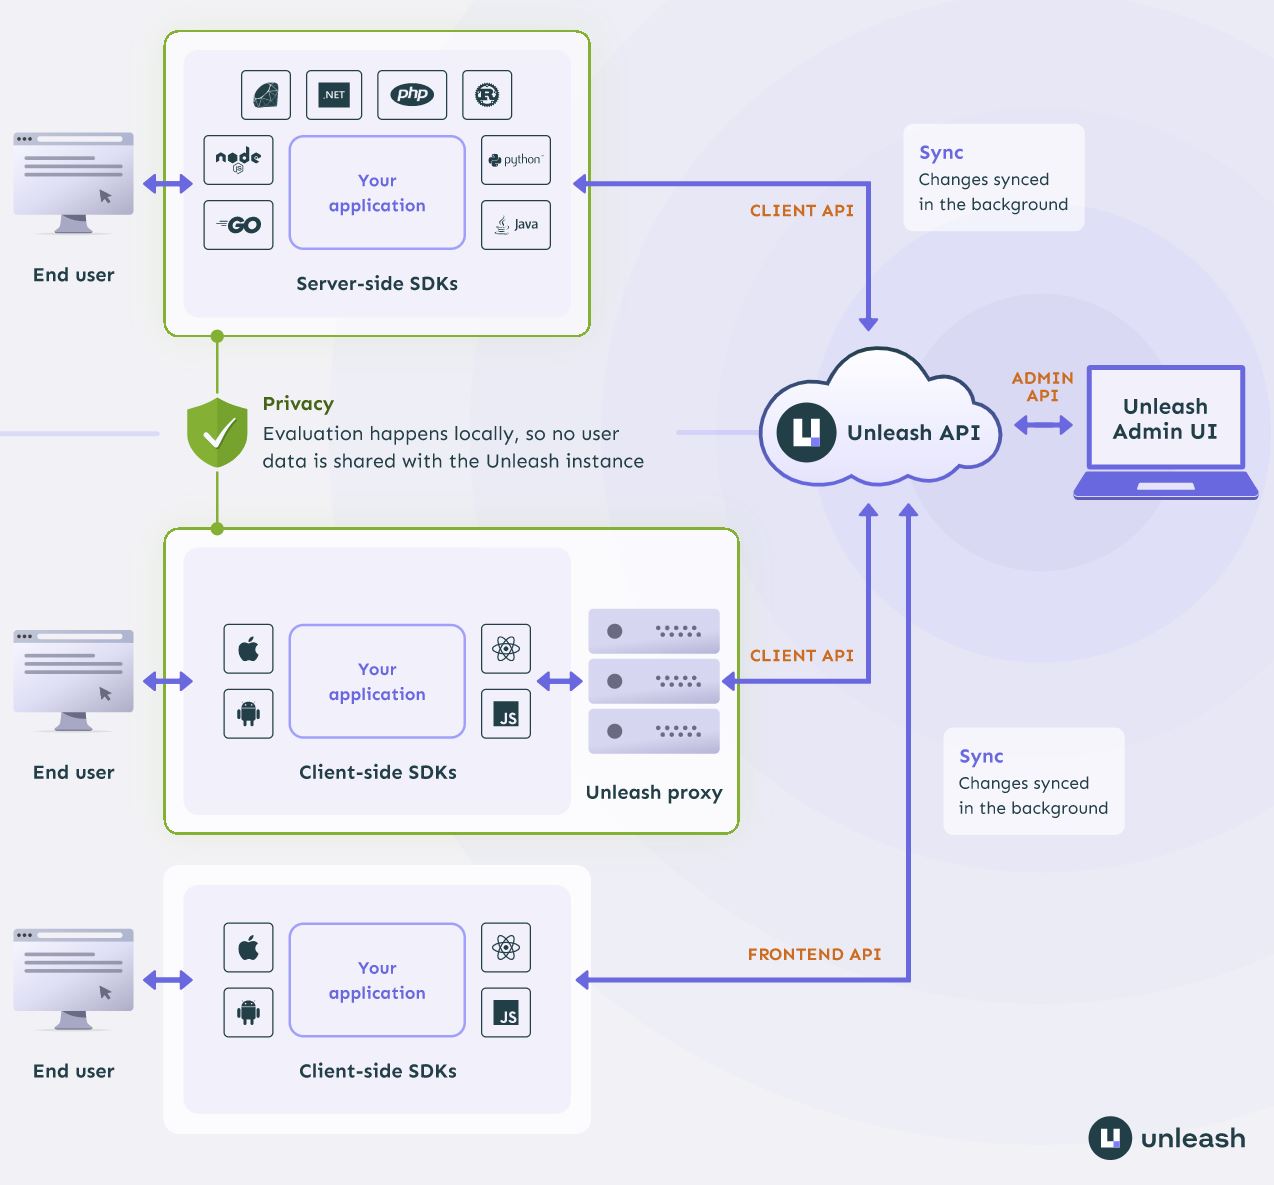 .NET
php
node
JS
python
GO
Java
Your
application
Server-side SDKs
End user
CLIENT API
Sync
Changes synced
in the background
Privacy
Evaluation happens locally, so no user
data is shared with the Unleash instance
Unleash API
ADMIN
API
Unleash
Admin UI
Your
application
JS
Client-side SDKs
Unleash proxy
End user
CLIENT API
Sync
Changes synced
in the background
Your
application
JS
Client-side SDKs
End user
FRONTEND API
unleash